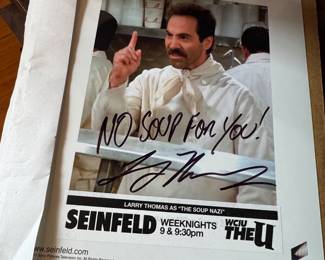 NO SOUP FOR YOU!
LARRY THOMAS AS "THE SOUP NAZI"
SEINFELD WEEKNIGHTS 9 & 9:30pm WCIU THE U
www.seinfeld.com